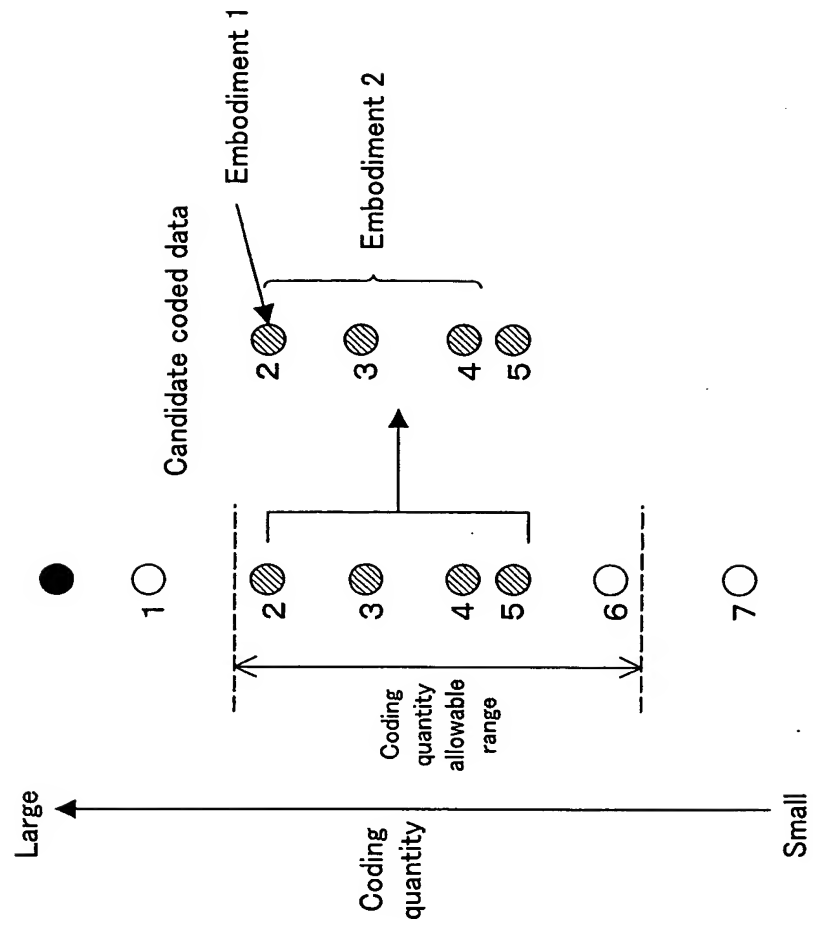 Candidate coded data
Embodiment 1
Embodiment 2
Large
Coding
quantity
Small
Coding
quantity
allowable
range
1
2
3
4
5
6
7
2
3
4
5